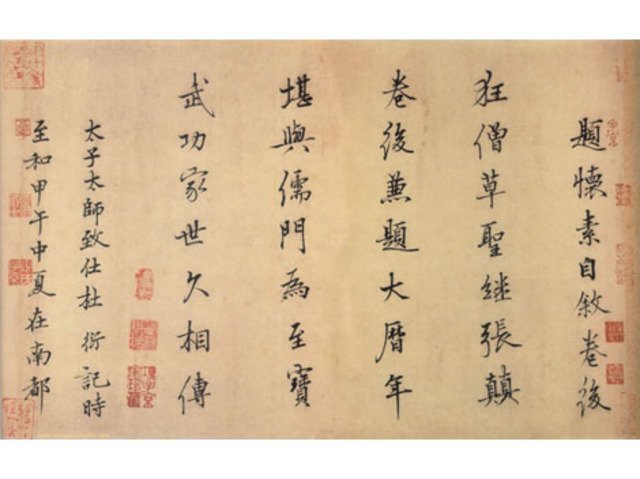 題懷素自敘卷後
狂僧草聖繼張顛
卷後兼題大曆年
堪與儒門為至寶
武功家世久相傳
太子太師致仕杜衍記時
至和甲午中夏在南都